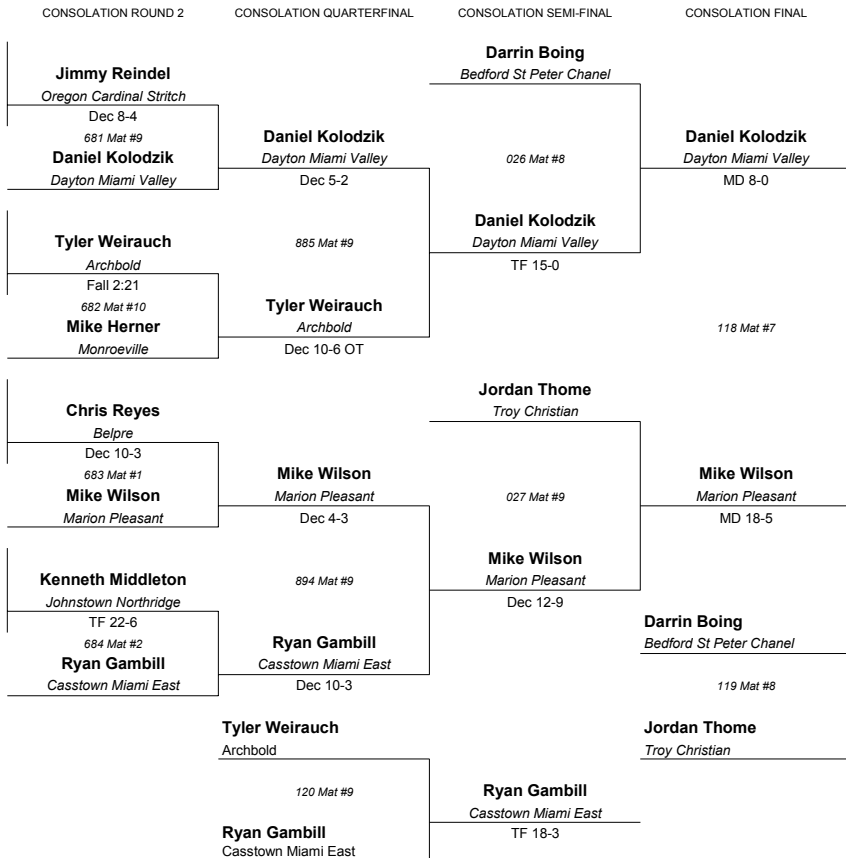 CONSOLATION ROUND 2
CONSOLATION QUARTERFINAL
CONSOLATION SEMI-FINAL
CONSOLATION FINAL
Jimmy Reindel
Oregon Cardinal Stritch
Dec 8-4
681 Mat #9
Daniel Kolodzik
Dayton Miami Valley
Tyler Weirauch
Archbold
Fall 2:21
682 Mat #10
Mike Herner
Monroeville
Chris Reyes
Belpre
Dec 10-3
683 Mat #1
Mike Wilson
Marion Pleasant
Kenneth Middleton
Johnstown Northridge
TF 22-6
684 Mat #2
Ryan Gambill
Casstown Miami East
Daniel Kolodzik
Dayton Miami Valley
Dec 5-2
885 Mat #9
Tyler Weirauch
Archbold
Dec 10-6 OT
Mike Wilson
Marion Pleasant
Dec 4-3
894 Mat #9
Ryan Gambill
Casstown Miami East
Dec 10-3
Tyler Weirauch
Archbold
120 Mat #9
Ryan Gambill
Casstown Miami East
Darrin Boing
Bedford St Peter Chanel
026 Mat #8
Daniel Kolodzik
Dayton Miami Valley
TF 15-0
Jordan Thome
Troy Christian
027 Mat #9
Mike Wilson
Marion Pleasant
Dec 12-9
Ryan Gambill
Casstown Miami East
TF 18-3
Daniel Kolodzik
Dayton Miami Valley
MD 8-0
118 Mat #7
Mike Wilson
Marion Pleasant
MD 18-5
Darrin Boing
Bedford St Peter Chanel
119 Mat #8
Jordan Thome
Troy Christian